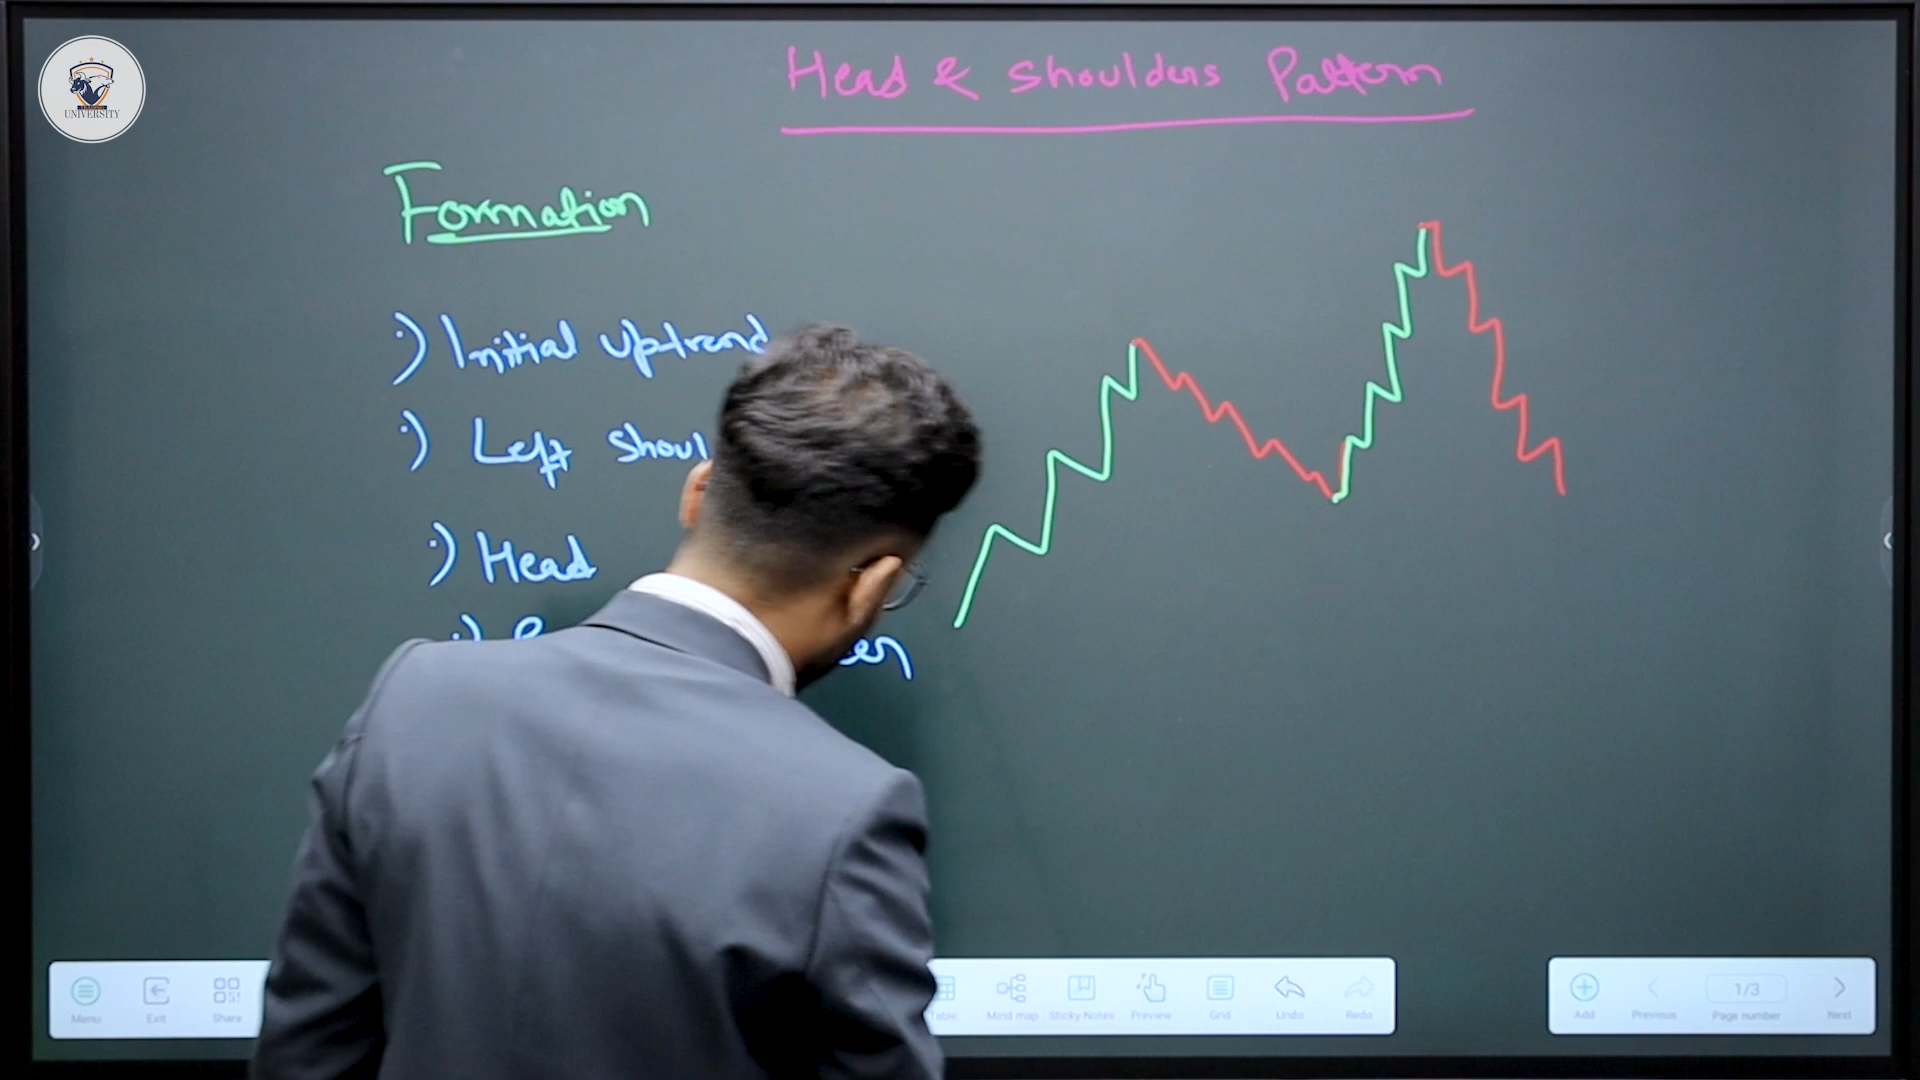 UNIVERSITY
Head & Shoulders Pattern
Formation
Initial uptrend
Left Shoul
Head
Menu Exit Share Table Mind map Sticky Notes Preview Grid Undo Redo Add Previous 1/3 Page number Next